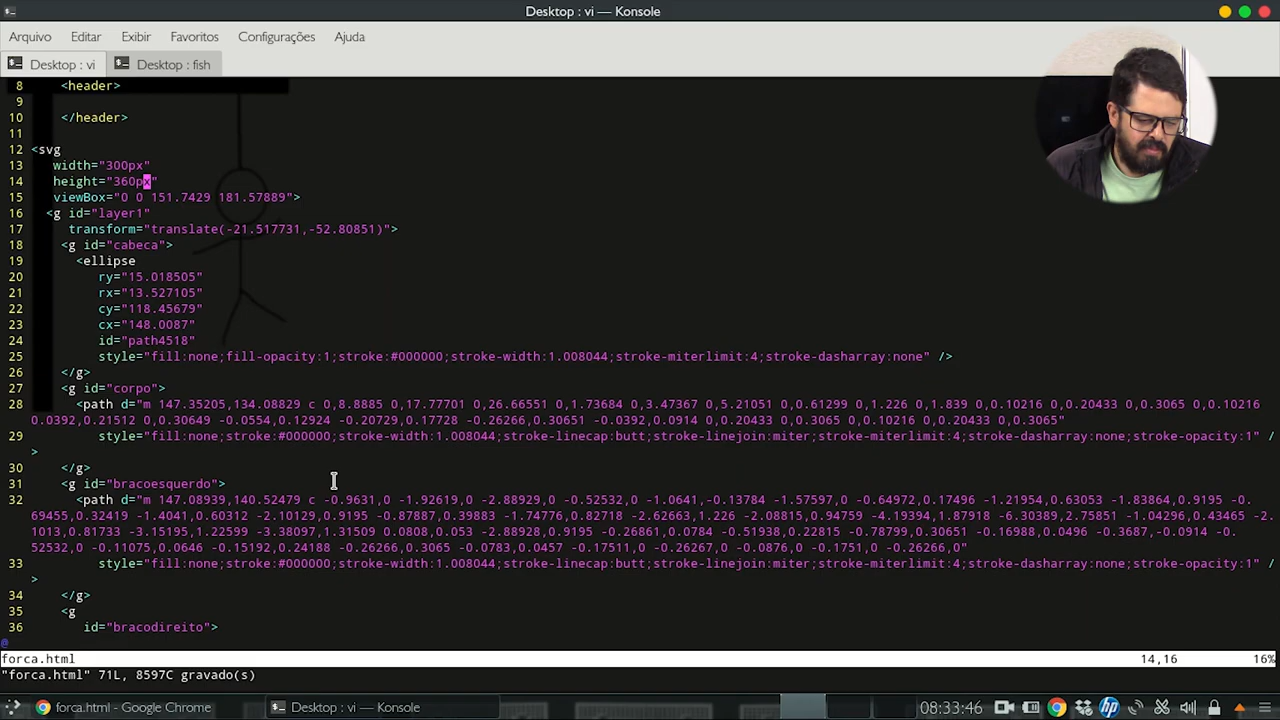 Desktop : vi — Konsole
Arquivo Editar Exibir Favoritos Configurações Ajuda
Desktop : vi Desktop : fish
8 <header>
9
10 </header>
11
12 <svg
13 width="300px"
14 height="360px"
15 viewBox="0 0 151.7429 181.57889">
16 <g id="layer1"
17 transform="translate(-21.517731,-52.80851)">
18 <g id="cabeca">
19 <ellipse
20 ry="15.018505"
21 rx="13.527105"
22 cy="118.45679"
23 cx="148.0087"
24 id="path4518"
25 style="fill:none;fill-opacity:1;stroke:#000000;stroke-width:1.008044;stroke-miterlimit:4;stroke-dasharray:none" />
26 </g>
27 <g id="corpo">
28 <path d="m 147.35205,134.08829 c 0,8.8885 0,17.77701 0,26.66551 0,1.73684 0,3.47367 0,5.21051 0,0.61299 0,1.226 0,1.839 0,0.10216 0,0.20433 0,0.3065 0,0.10216
0.0392,0.21512 0,0.30649 -0.0554,0.12924 -0.20729,0.17728 -0.26266,0.30651 -0.0392,0.0914 0,0.20433 0,0.3065 0,0.10216 0,0.20433 0,0.3065"
29 style="fill:none;stroke:#000000;stroke-width:1.008044;stroke-linecap:butt;stroke-linejoin:miter;stroke-miterlimit:4;stroke-dasharray:none;stroke-opacity:1" /
>
30 </g>
31 <g id="bracoesquerdo">
32 <path d="m 147.08939,140.52479 c -0.9631,0 -1.92619,0 -2.88929,0 -0.52532,0 -1.0641,-0.13784 -1.57597,0 -0.64972,0.17496 -1.21954,0.63053 -1.83864,0.9195 -0.
69455,0.32419 -1.4041,0.60312 -2.10129,0.9195 -0.87887,0.39883 -1.74776,0.82718 -2.62663,1.226 -2.08815,0.94759 -4.19394,1.87918 -6.30389,2.75851 -1.04296,0.43465 -2.
1013,0.81733 -3.15195,1.22599 -3.38097,1.31509 0.0808,0.053 -2.88928,0.9195 -0.26861,0.0784 -0.51938,0.22815 -0.78799,0.30651 -0.16988,0.0496 -0.3687,-0.0914 -0.
52532,0 -0.11075,0.0646 -0.15192,0.24188 -0.26266,0.3065 -0.0783,0.0457 -0.17511,0 -0.26267,0 -0.0876,0 -0.1751,0 -0.26266,0"
33 style="fill:none;stroke:#000000;stroke-width:1.008044;stroke-linecap:butt;stroke-linejoin:miter;stroke-miterlimit:4;stroke-dasharray:none;stroke-opacity:1" /
>
34 </g>
35 <g
36 id="bracodireito">
@
forca.html 14,16 16%
"forca.html" 71L, 8597C gravado(s)
forca.html - Google Chrome Desktop : vi — Konsole 08:33:46